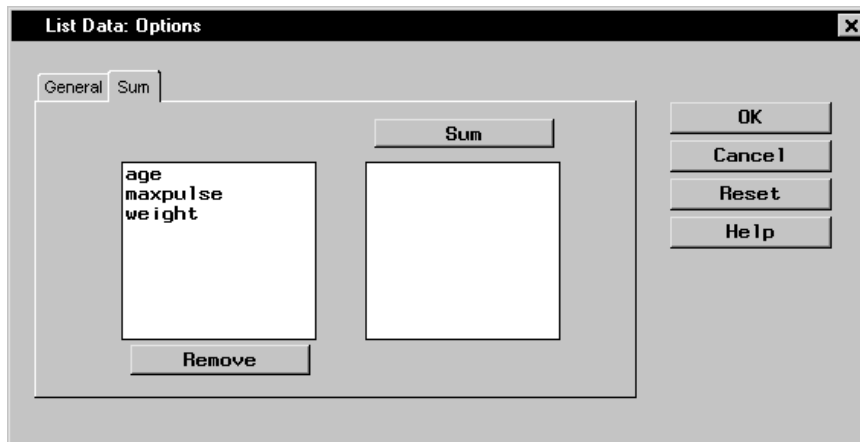 List Data: Options
General Sum
Sum
age
maxpulse
weight
Remove
OK
Cancel
Reset
Help